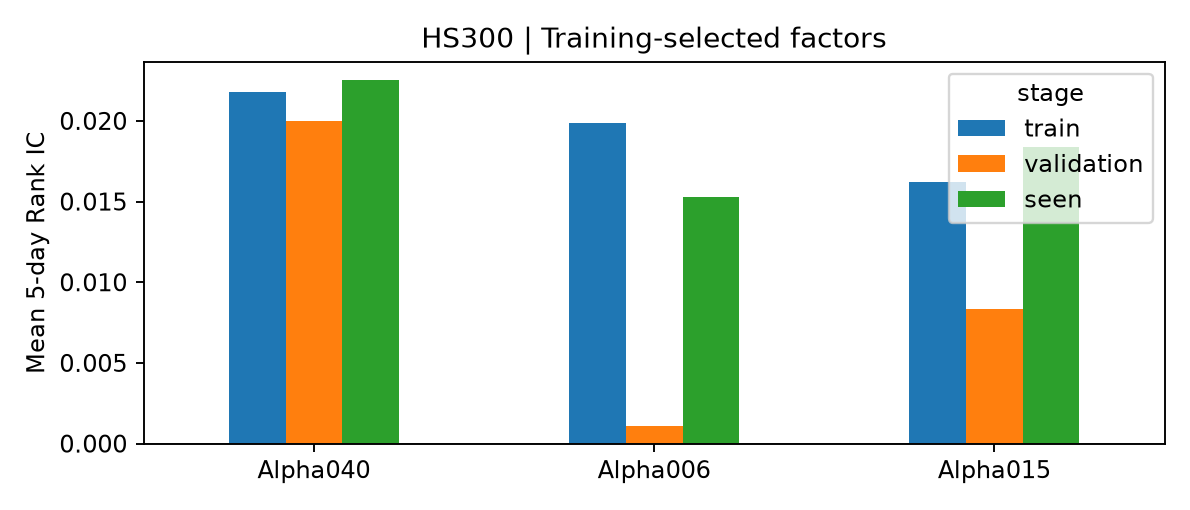 HS300 | Training-selected factors
Mean 5-day Rank IC
0.020
0.015
0.010
0.005
0.000
stage
train
validation
seen
Alpha040
Alpha006
Alpha015